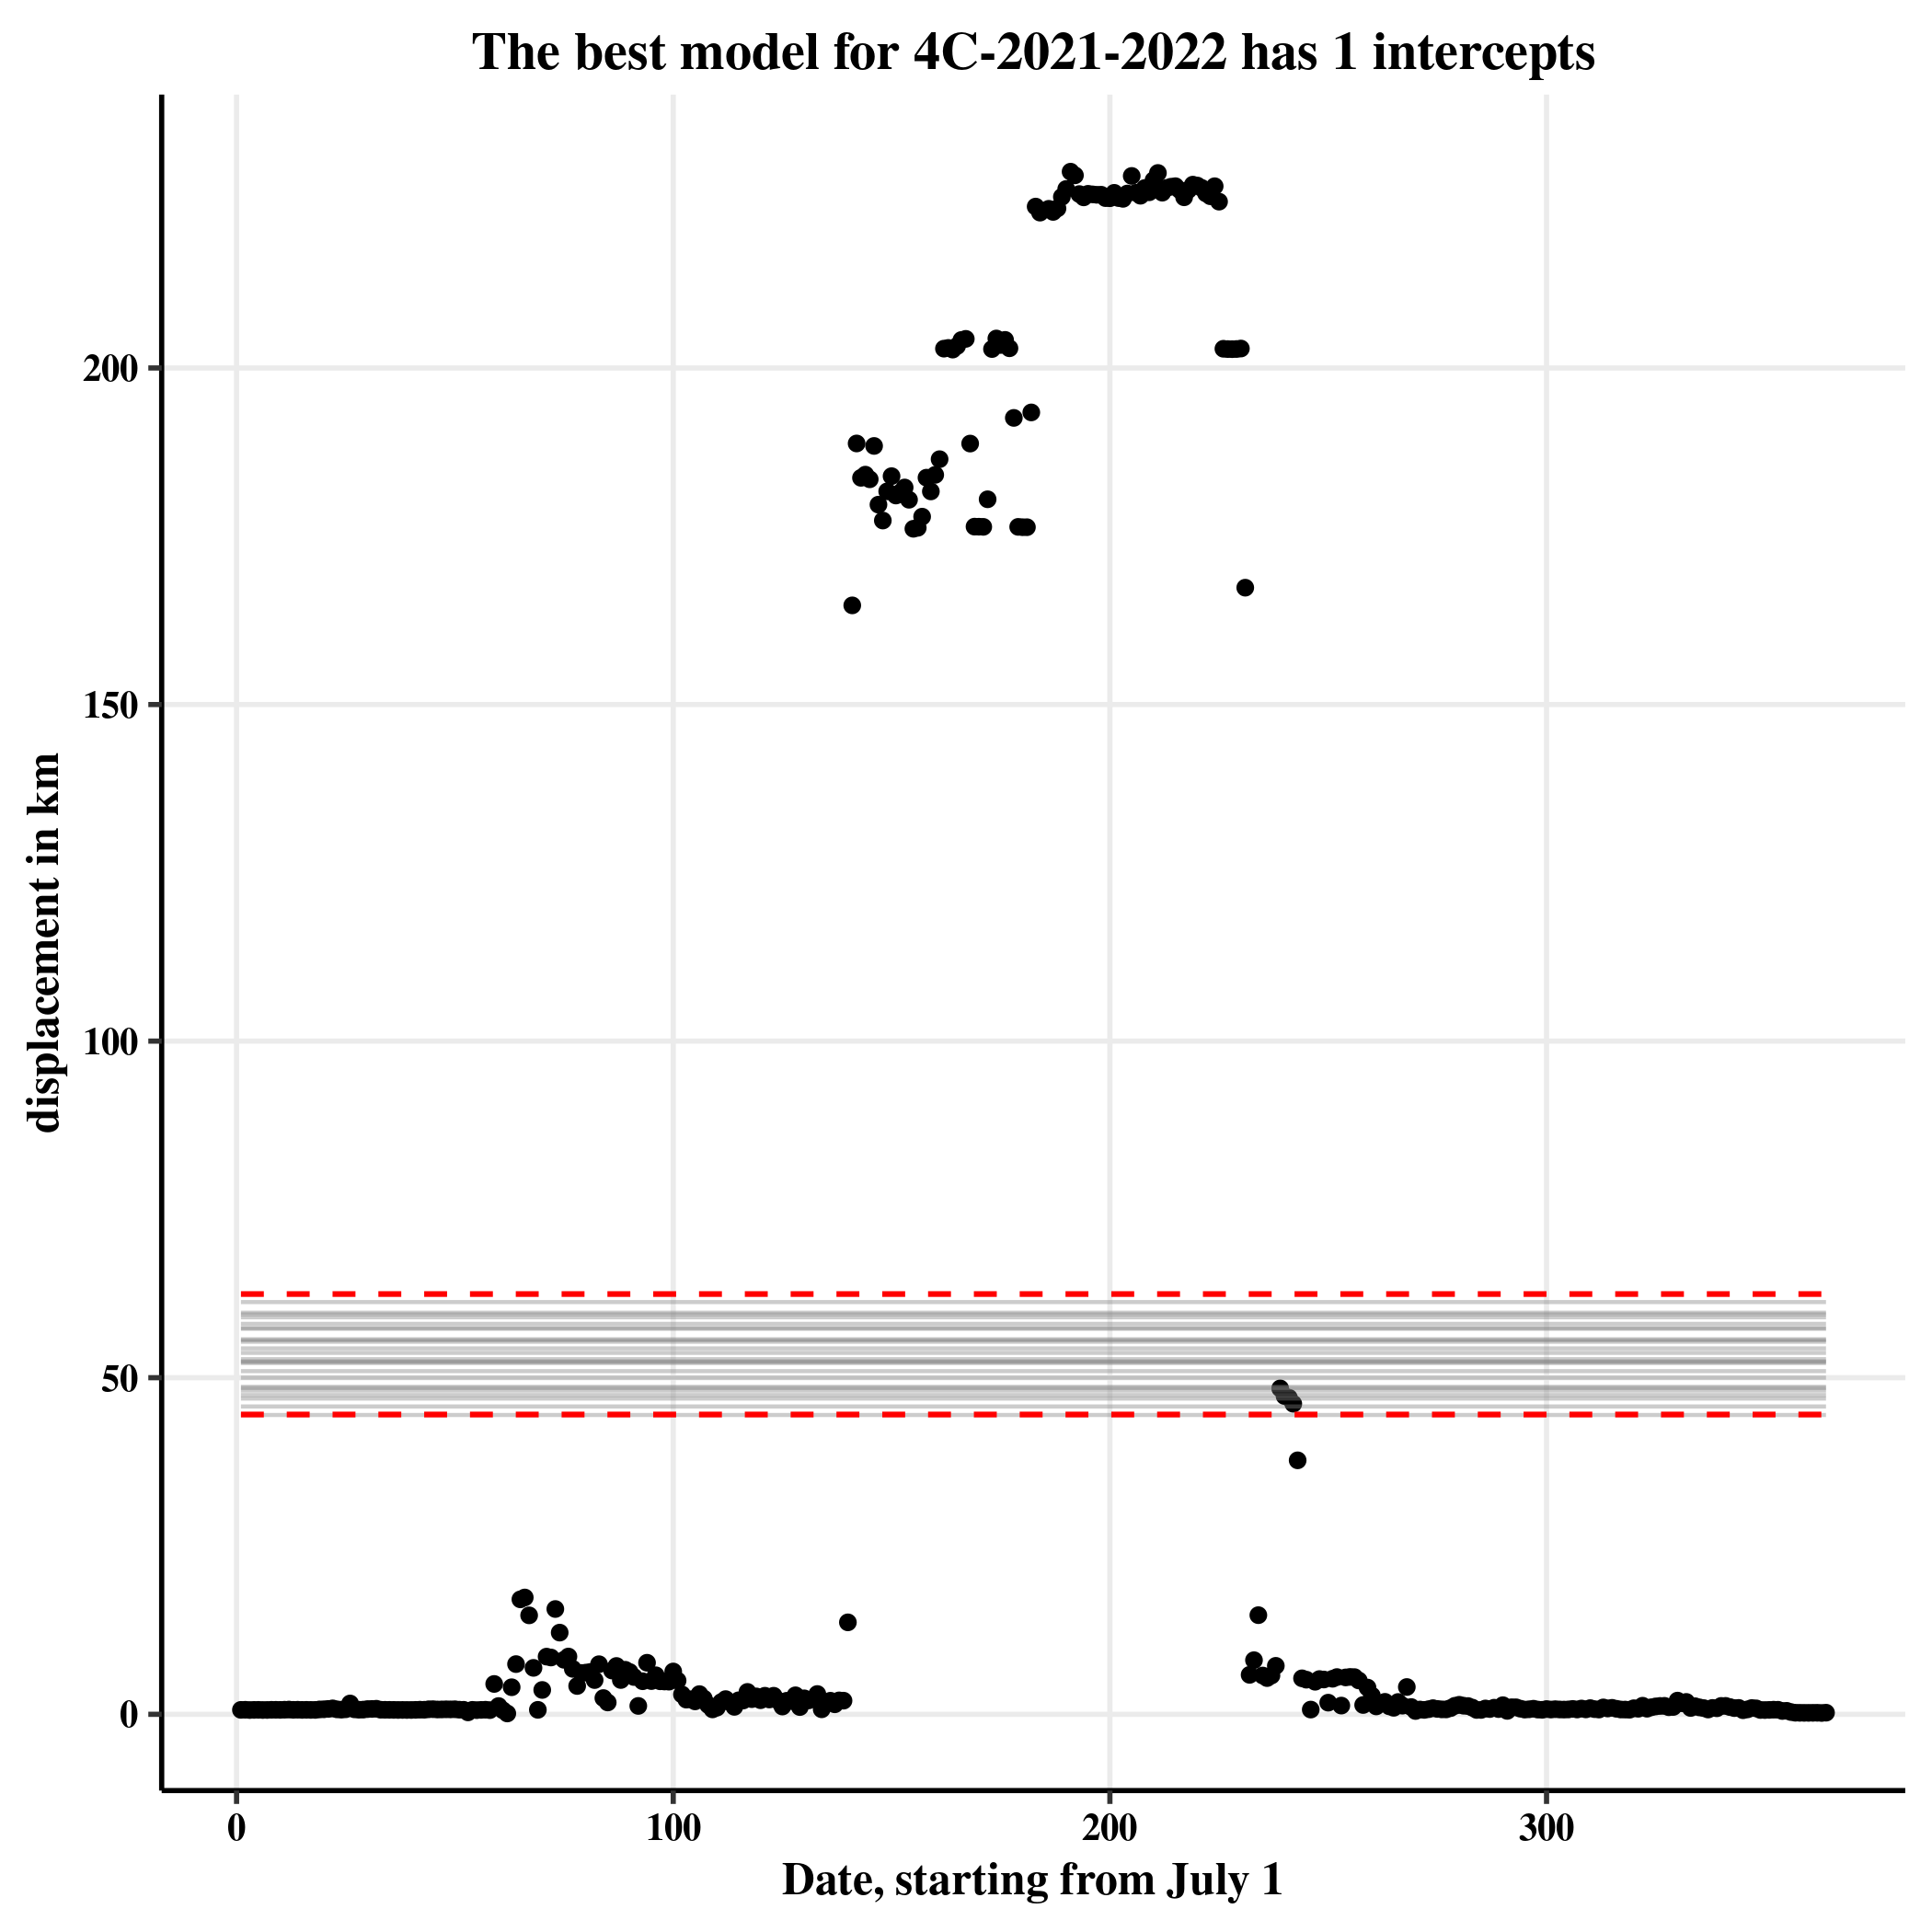 The best model for 4C-2021-2022 has 1 intercepts
displacement in km
200
150
100
50
0
0 100 200 300
Date, starting from July 1